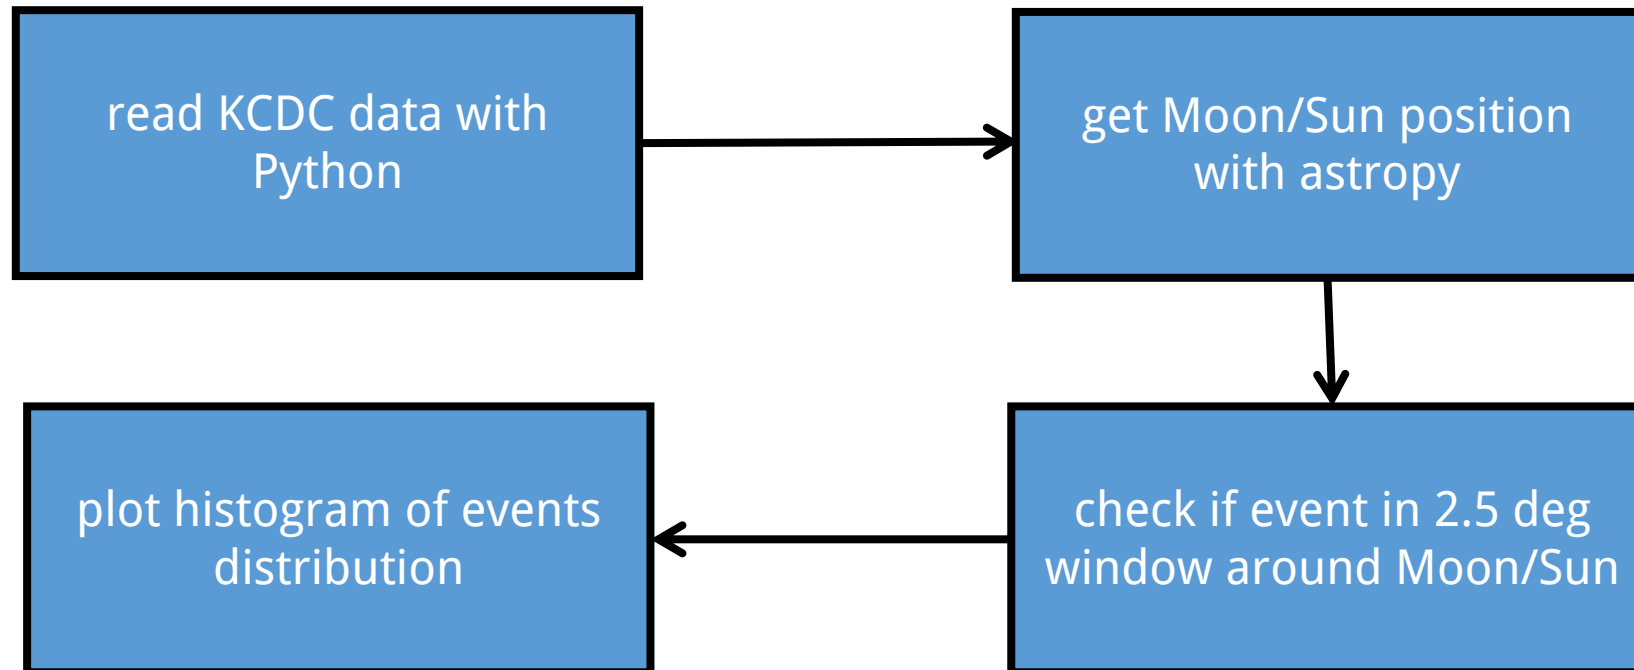 read KCDC data with
Python
get Moon/Sun position
with astropy
check if event in 2.5 deg
window around Moon/Sun
plot histogram of events
distribution